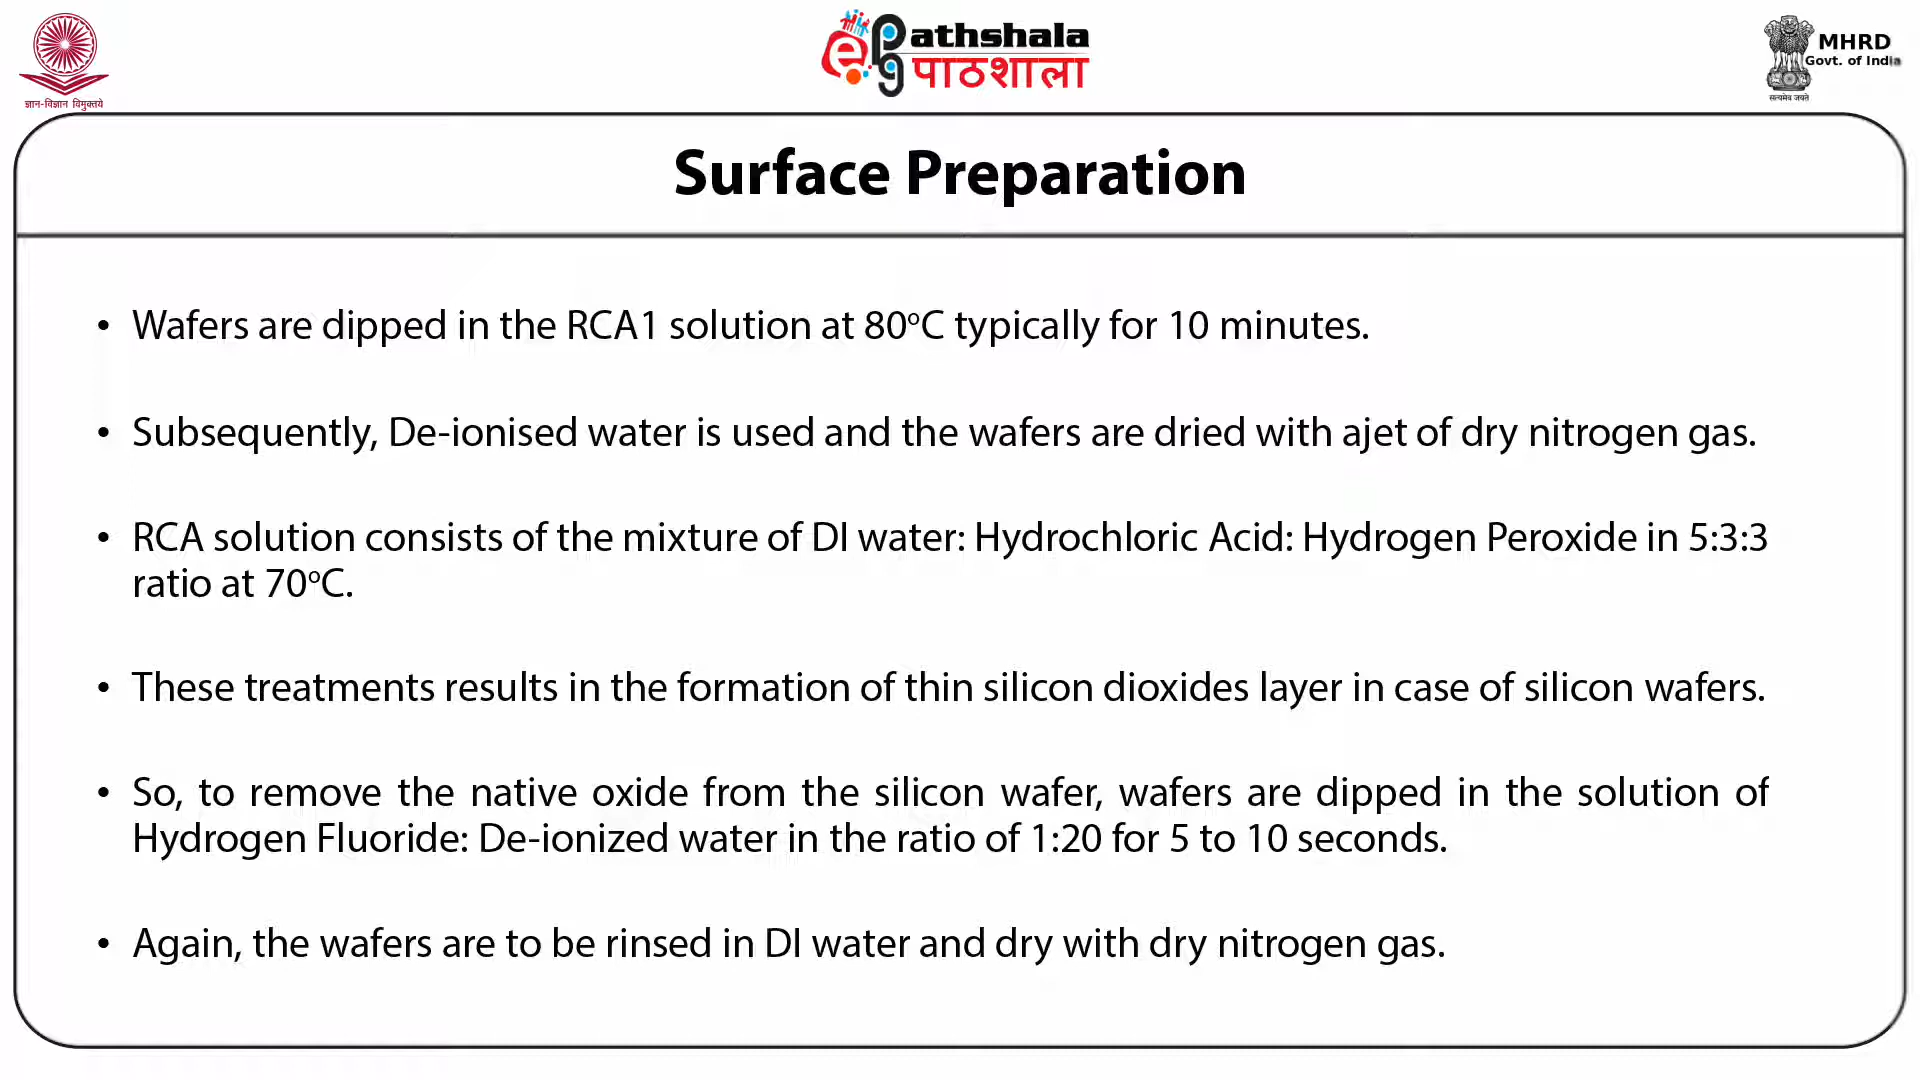 ज्ञान-विज्ञान विमुक्तये
ePathshala
पाठशाला
सत्यमेव जयते
MHRD
Govt. of India
Surface Preparation
• Wafers are dipped in the RCA1 solution at 80ºC typically for 10 minutes.
• Subsequently, De-ionised water is used and the wafers are dried with ajet of dry nitrogen gas.
• RCA solution consists of the mixture of DI water: Hydrochloric Acid: Hydrogen Peroxide in 5:3:3
ratio at 70ºC.
• These treatments results in the formation of thin silicon dioxides layer in case of silicon wafers.
• So, to remove the native oxide from the silicon wafer, wafers are dipped in the solution of
Hydrogen Fluoride: De-ionized water in the ratio of 1:20 for 5 to 10 seconds.
• Again, the wafers are to be rinsed in DI water and dry with dry nitrogen gas.